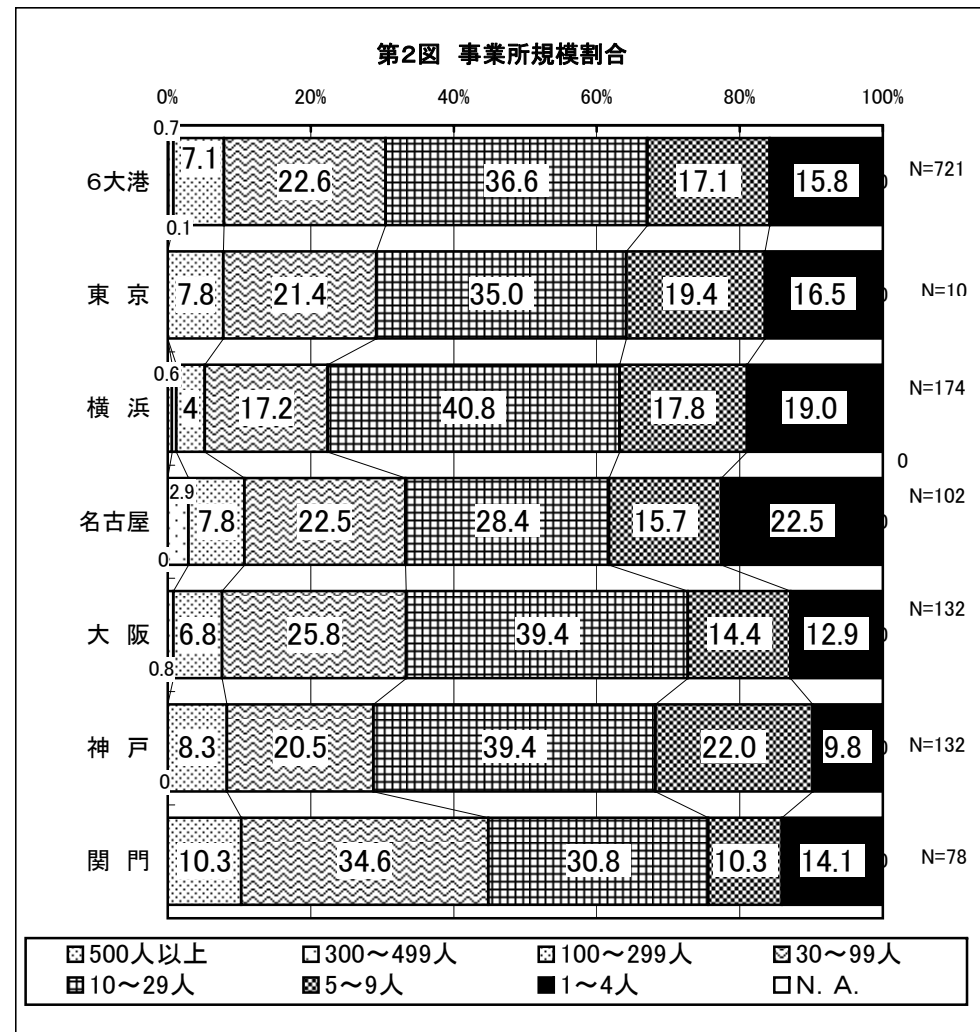 第2図 事業所規模割合
0% 20% 40% 60% 80% 100%
0.7
6大港 7.1 22.6 36.6 17.1 15.8 0 N=721
0.1
東 京 7.8 21.4 35.0 19.4 16.5 0 N=10
0.6
横 浜 4 17.2 40.8 17.8 19.0 N=174
0
2.9
名古屋 7.8 22.5 28.4 15.7 22.5 0 N=102
0
大 阪 6.8 25.8 39.4 14.4 12.9 0 N=132
0.8
神 戸 8.3 20.5 39.4 22.0 9.8 0 N=132
0
関 門 10.3 34.6 30.8 10.3 14.1 0 N=78
500人以上 300~499人 100~299人 30~99人
10~29人 5~9人 1~4人 N. A.